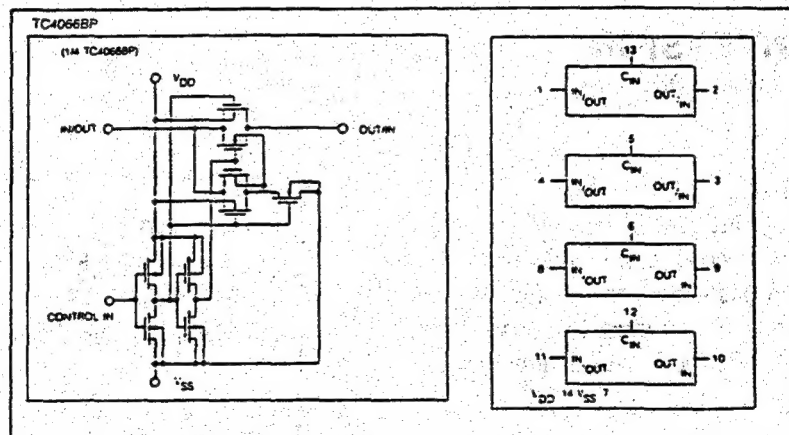 TC4066BP
(1/4 TC4066BP)
VDD
IN/OUT
OUT/IN
CONTROL IN
VSS
13
1
IN/OUT
CIN
OUT/IN
2
5
4
IN/OUT
CIN
OUT/IN
3
6
8
IN/OUT
CIN
OUT/IN
9
12
11
IN/OUT
CIN
OUT/IN
10
VDD 14 VSS 7